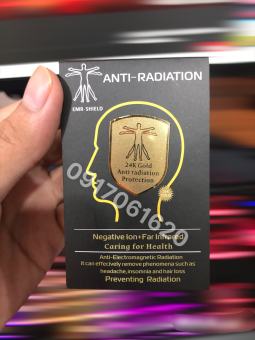 ANTI-RADIATION
EMR-SHIELD
24K Gold
Anti radiation
Protection
0917061620
Negative Ion+Far Infrared
Caring for Health
Anti-Electromagnetic Radiation
It can effectively remove phenomena such as
headache,insomnia and hair loss
Preventing Radiation